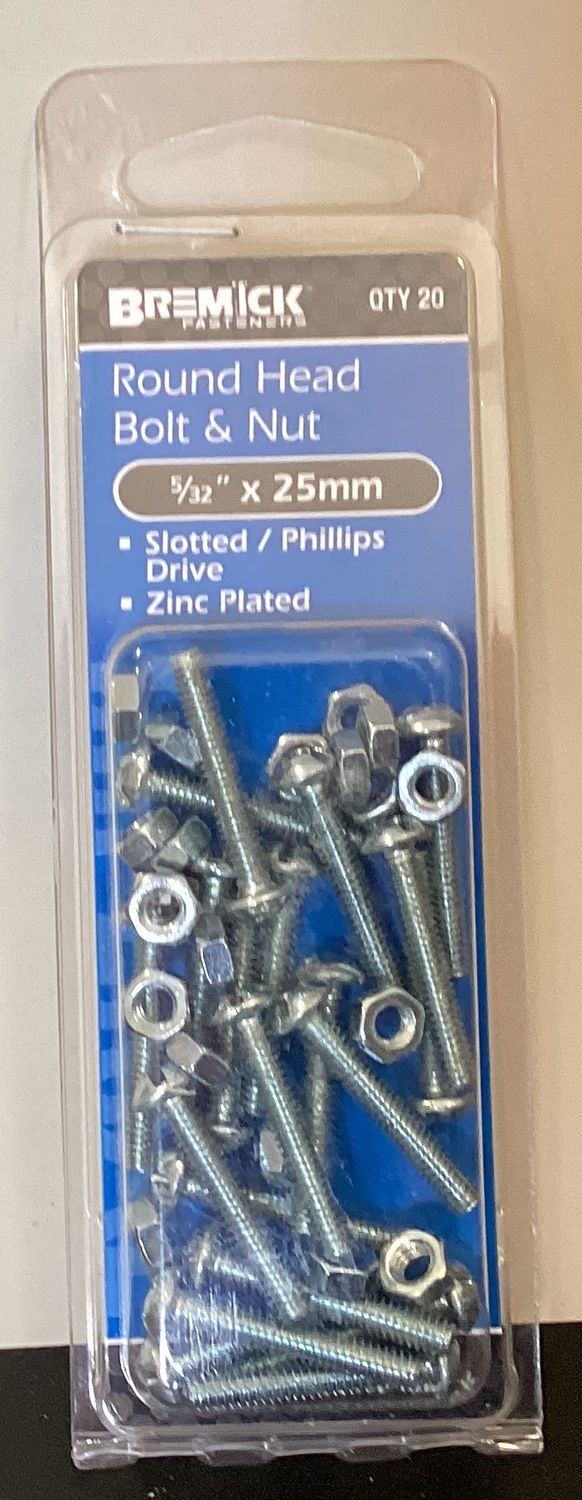 BREMICK QTY 20
FASTENERS
Round Head
Bolt & Nut
5/32" x 25mm
▪ Slotted / Phillips
Drive
▪ Zinc Plated